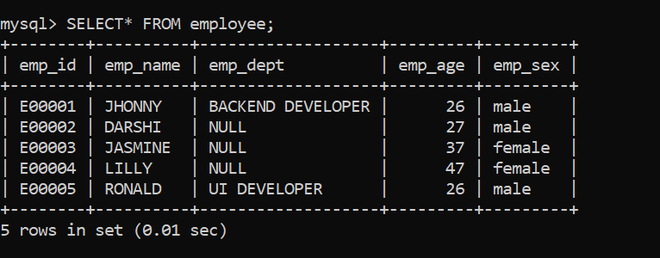 mysql> SELECT* FROM employee;
+--------+----------+-------------------+---------+---------+
| emp_id | emp_name | emp_dept          | emp_age | emp_sex |
+--------+----------+-------------------+---------+---------+
| E00001 | JHONNY   | BACKEND DEVELOPER |      26 | male    |
| E00002 | DARSHI   | NULL              |      27 | male    |
| E00003 | JASMINE  | NULL              |      37 | female  |
| E00004 | LILLY    | NULL              |      47 | female  |
| E00005 | RONALD   | UI DEVELOPER      |      26 | male    |
+--------+----------+-------------------+---------+---------+
5 rows in set (0.01 sec)